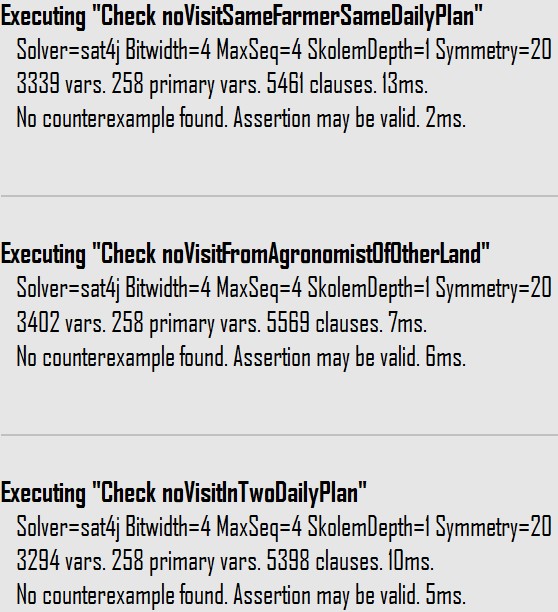 Executing "Check noVisitSameFarmerSameDailyPlan"
Solver=sat4j Bitwidth=4 MaxSeq=4 SkolemDepth=1 Symmetry=20
3339 vars. 258 primary vars. 5461 clauses. 13ms.
No counterexample found. Assertion may be valid. 2ms.
Executing "Check noVisitFromAgronomistOfOtherLand"
Solver=sat4j Bitwidth=4 MaxSeq=4 SkolemDepth=1 Symmetry=20
3402 vars. 258 primary vars. 5569 clauses. 7ms.
No counterexample found. Assertion may be valid. 6ms.
Executing "Check noVisitInTwoDailyPlan"
Solver=sat4j Bitwidth=4 MaxSeq=4 SkolemDepth=1 Symmetry=20
3294 vars. 258 primary vars. 5398 clauses. 10ms.
No counterexample found. Assertion may be valid. 5ms.